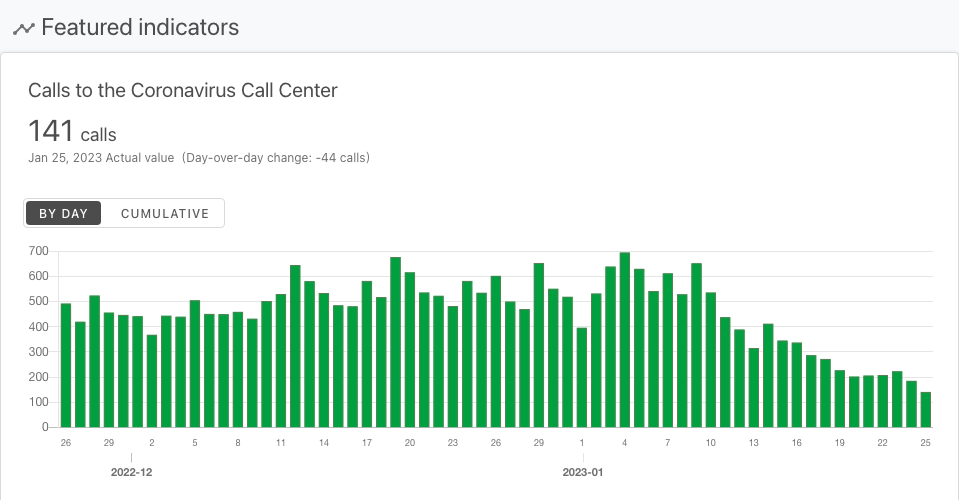 Featured indicators
Calls to the Coronavirus Call Center
141 calls
Jan 25, 2023 Actual value (Day-over-day change: -44 calls)
BY DAY CUMULATIVE
700
600
500
400
300
200
100
0
26 29 2 5 8 11 14 17 20 23 26 29 1 4 7 10 13 16 19 22 25
2022-12 2023-01